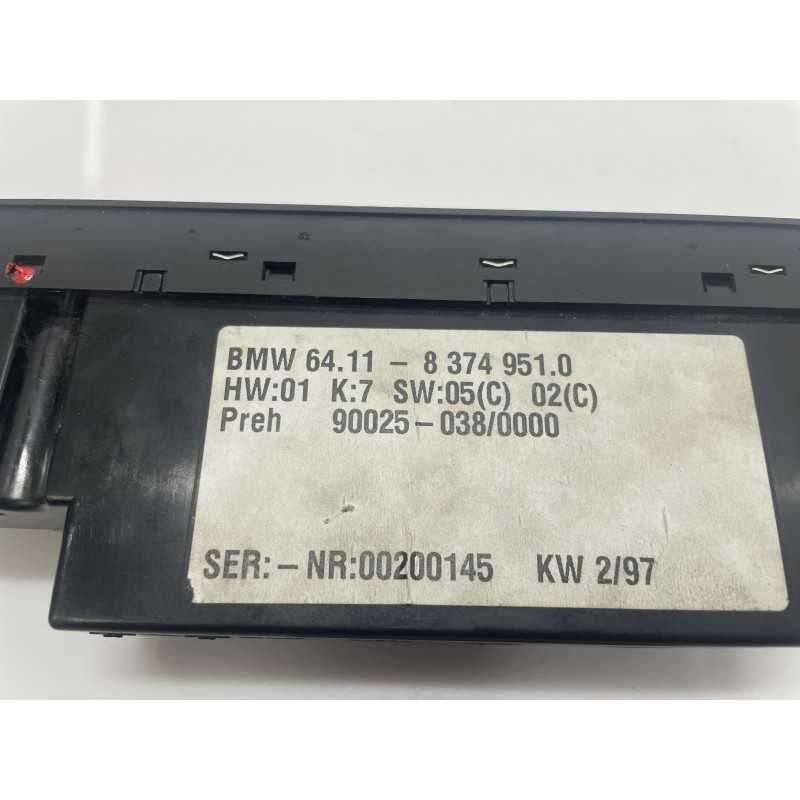 BMW 64.11 - 8 374 951.0
HW:01 K:7 SW:05(C) 02(C)
Preh 90025-038/0000
SER:-NR:00200145 KW 2/97